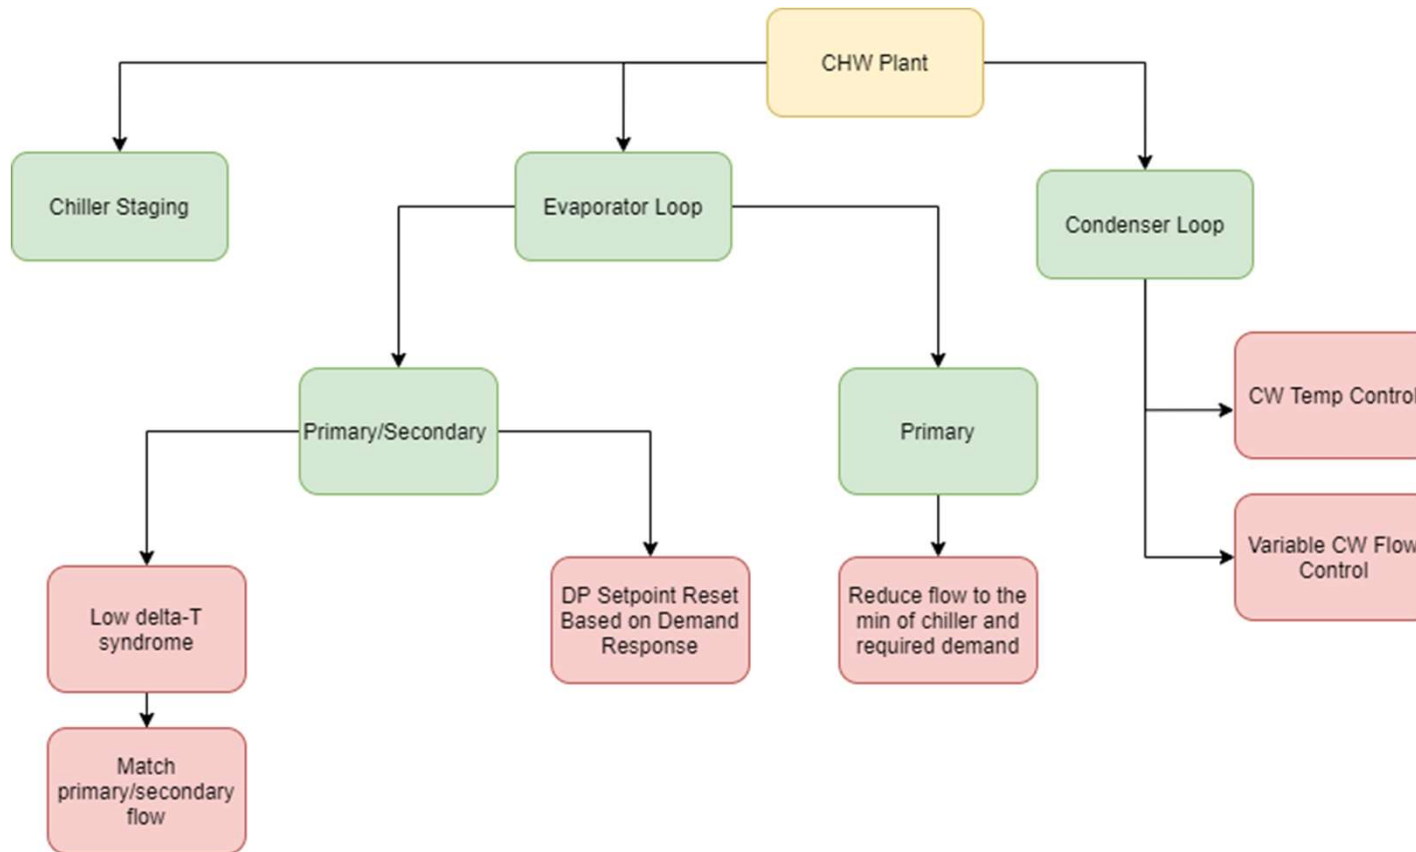 CHW Plant
Chiller Staging
Evaporator Loop
Condenser Loop
CW Temp Control
Primary/Secondary
Primary
Variable CW Flow
Control
Low delta-T
syndrome
DP Setpoint Reset
Based on Demand
Response
Reduce flow to the
min of chiller and
required demand
Match
primary/secondary
flow